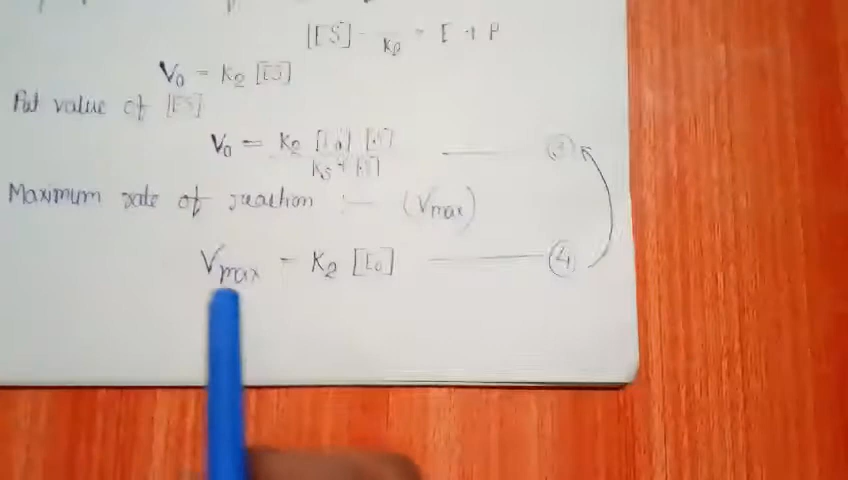 [ES] — K2 = E + P
V0 = K2 [ES]
Put value of [ES]
V0 = K2 [E0] [S] / KS + [S] — 3
Maximum rate of reaction :— (Vmax)
Vmax = K2 [E0] — 4